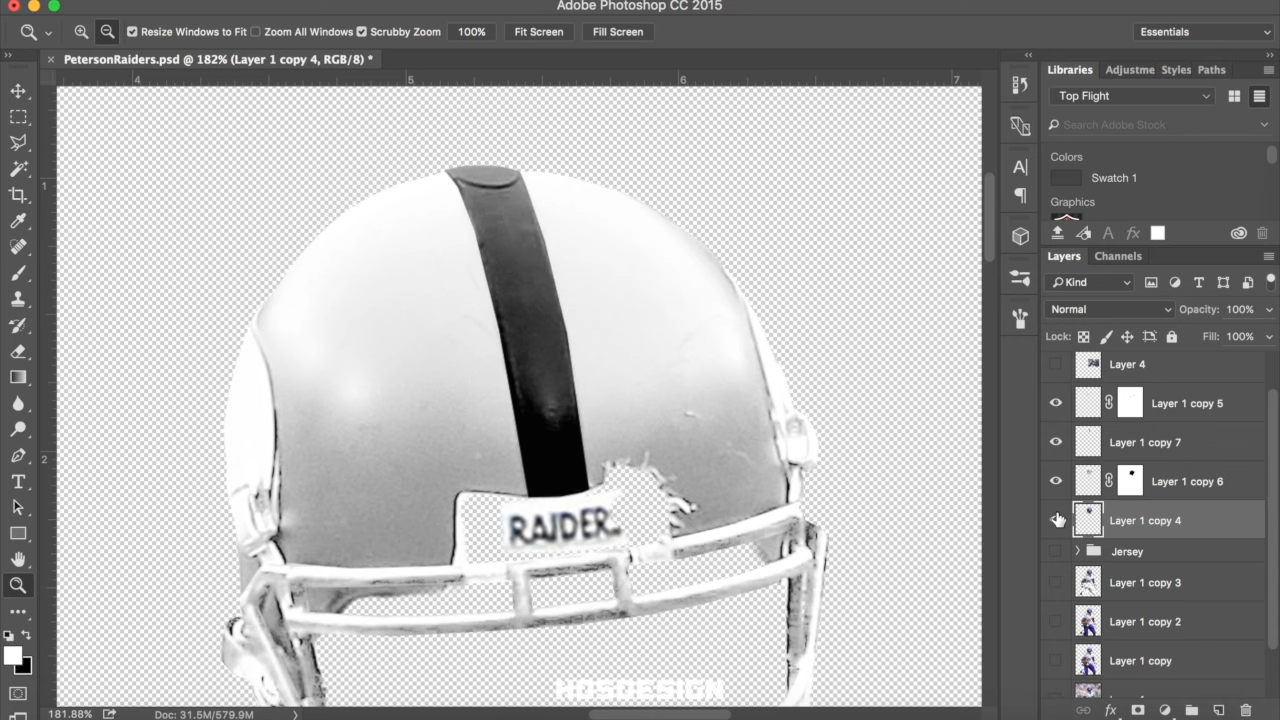 Adobe Photoshop CC 2015
Resize Windows to Fit Zoom All Windows Scrubby Zoom 100% Fit Screen Fill Screen Essentials
PetersonRaiders.psd @ 182% (Layer 1 copy 4, RGB/8) *
4 5 6 7
1
2
Libraries Adjustme Styles Paths
Top Flight
Search Adobe Stock
Colors
Swatch 1
Graphics
Layers Channels
Kind
Normal Opacity: 100%
Lock: Fill: 100%
Layer 4
Layer 1 copy 5
Layer 1 copy 7
Layer 1 copy 6
Layer 1 copy 4
Jersey
Layer 1 copy 3
Layer 1 copy 2
Layer 1 copy
RAIDER
HDSDESIGN
181.88% Doc: 31.5M/579.9M